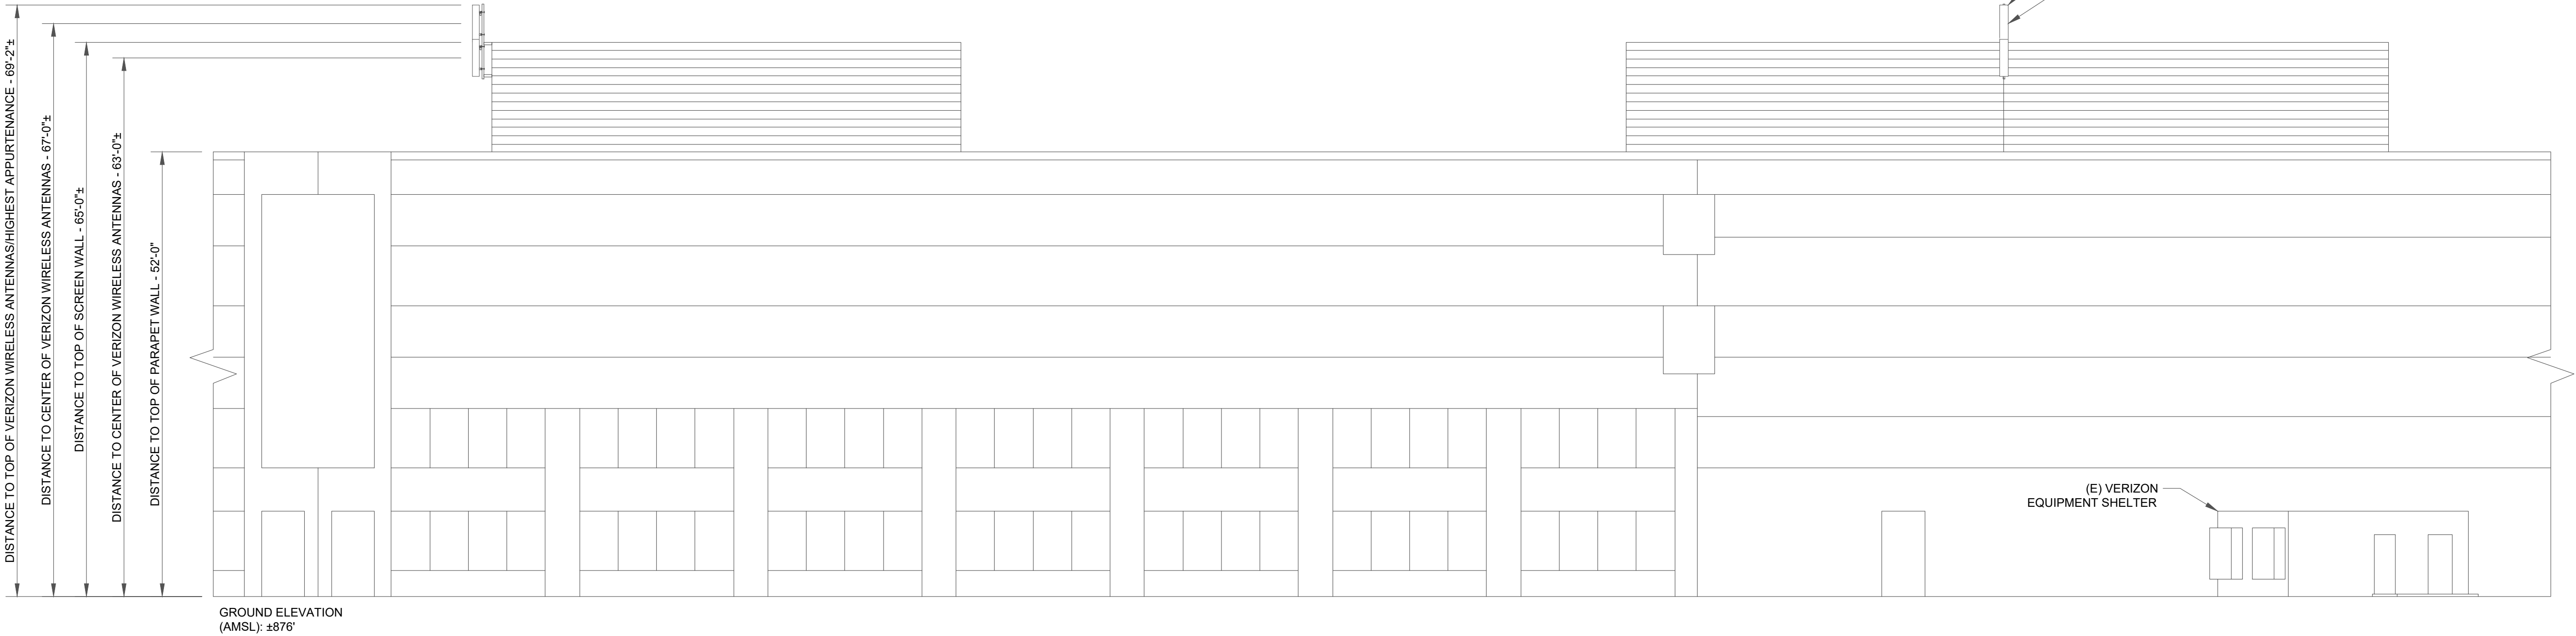 DISTANCE TO TOP OF VERIZON WIRELESS ANTENNAS/HIGHEST APPURTENANCE - 69'-2"±
DISTANCE TO CENTER OF VERIZON WIRELESS ANTENNAS - 67'-0"±
DISTANCE TO TOP OF SCREEN WALL - 65'-0"±
DISTANCE TO CENTER OF VERIZON WIRELESS ANTENNAS - 63'-0"±
DISTANCE TO TOP OF PARAPET WALL - 52'-0"
(E) VERIZON
EQUIPMENT SHELTER
GROUND ELEVATION
(AMSL): ±876'